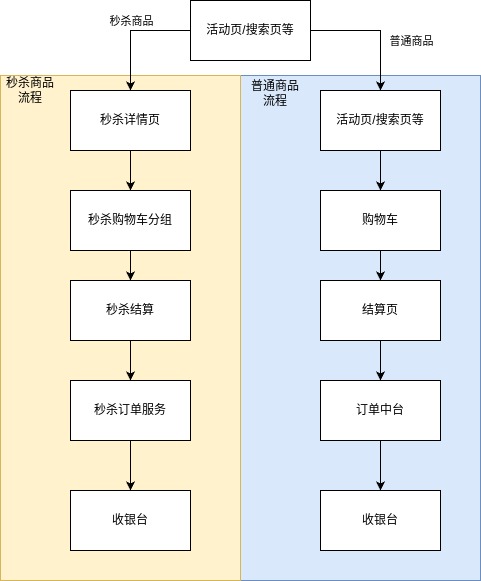 活动页/搜索页等
秒杀商品
普通商品
秒杀商品
流程
普通商品
流程
秒杀详情页
活动页/搜索页等
秒杀购物车分组
购物车
秒杀结算
结算页
秒杀订单服务
订单中台
收银台
收银台